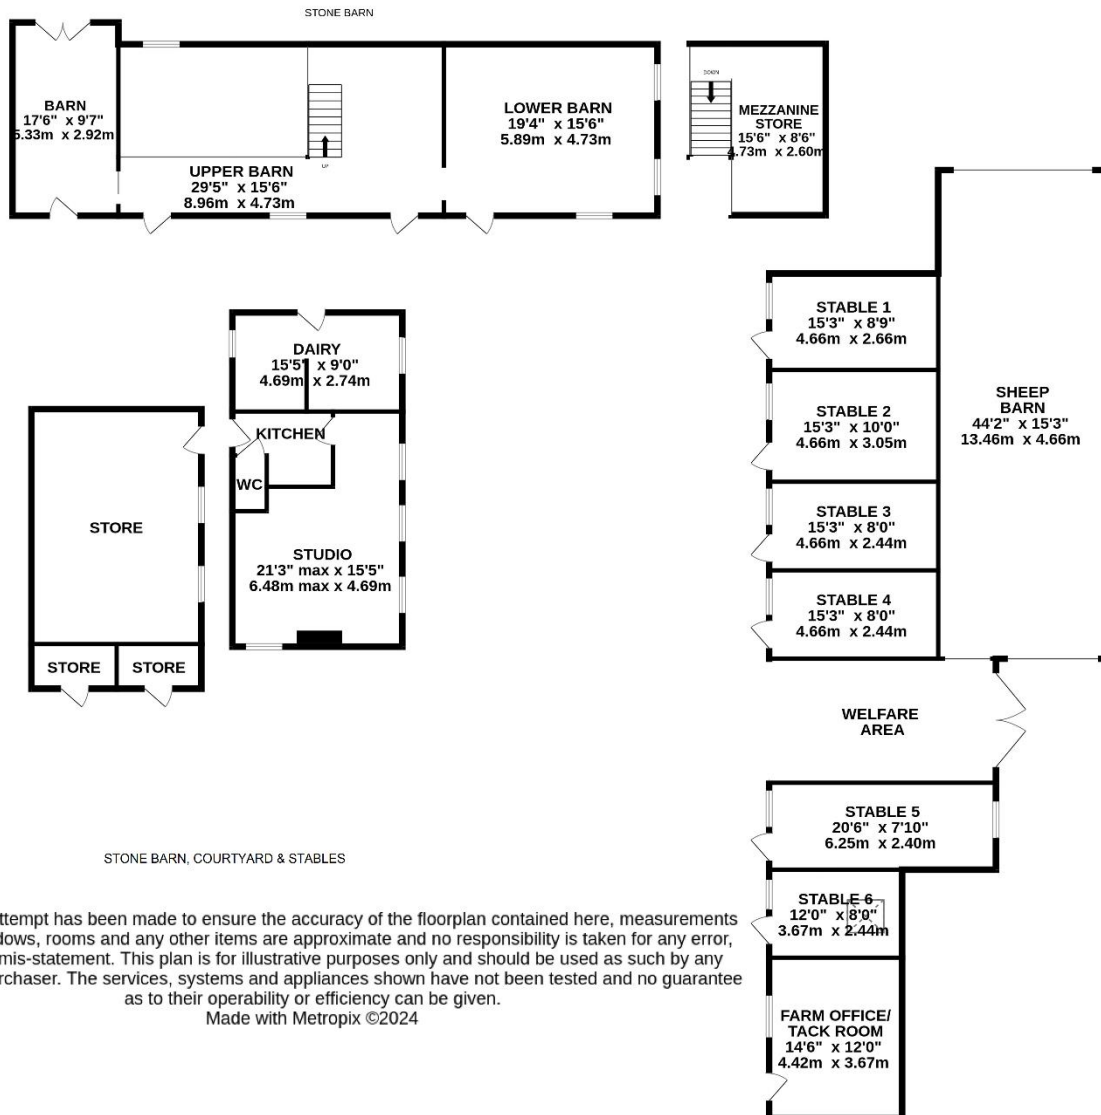 STONE BARN
BARN
17'6" x 9'7"
5.33m x 2.92m
UPPER BARN
29'5" x 15'6"
8.96m x 4.73m
UP
LOWER BARN
19'4" x 15'6"
5.89m x 4.73m
DOWN
MEZZANINE
STORE
15'6" x 8'6"
4.73m x 2.60m
DAIRY
15'5" x 9'0"
4.69m x 2.74m
KITCHEN
WC
STUDIO
21'3" max x 15'5"
6.48m max x 4.69m
STORE
STORE
STORE
STABLE 1
15'3" x 8'9"
4.66m x 2.66m
STABLE 2
15'3" x 10'0"
4.66m x 3.05m
STABLE 3
15'3" x 8'0"
4.66m x 2.44m
STABLE 4
15'3" x 8'0"
4.66m x 2.44m
SHEEP
BARN
44'2" x 15'3"
13.46m x 4.66m
WELFARE
AREA
STABLE 5
20'6" x 7'10"
6.25m x 2.40m
STABLE 6
12'0" x 8'0"
3.67m x 2.44m
FARM OFFICE/
TACK ROOM
14'6" x 12'0"
4.42m x 3.67m
STONE BARN, COURTYARD & STABLES
ttempt has been made to ensure the accuracy of the floorplan contained here, measurements
dows, rooms and any other items are approximate and no responsibility is taken for any error,
mis-statement. This plan is for illustrative purposes only and should be used as such by any
rchaser. The services, systems and appliances shown have not been tested and no guarantee
as to their operability or efficiency can be given.
Made with Metropix ©2024